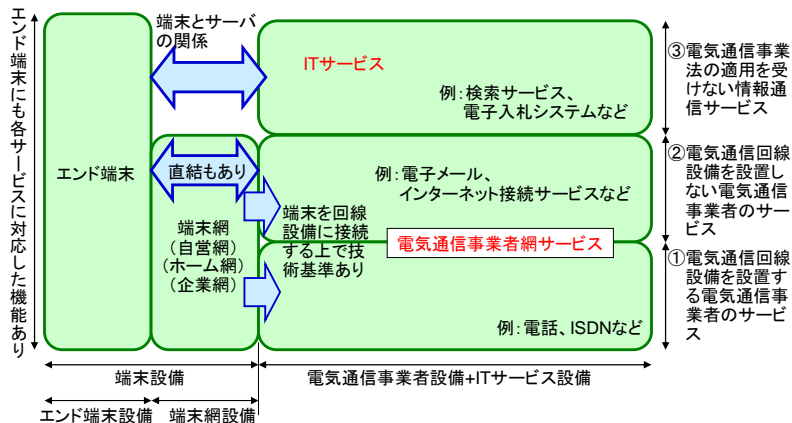 エンド端末にも各サービスに対応した機能あり
端末とサーバ
の関係
ITサービス
例：検索サービス、
電子入札システムなど
③電気通信事業
法の適用を受
けない情報通
信サービス
エンド端末
直結もあり
例：電子メール、
インターネット接続サービスなど
②電気通信回線
設備を設置し
ない電気通信
事業者のサー
ビス
端末網
（自営網）
（ホーム網）
（企業網）
端末を回線
設備に接続
する上で技
術基準あり
電気通信事業者網サービス
①電気通信回線
設備を設置す
る電気通信事
業者のサービ
ス
例：電話、ISDNなど
端末設備
電気通信事業者設備+ITサービス設備
エンド端末設備
端末網設備